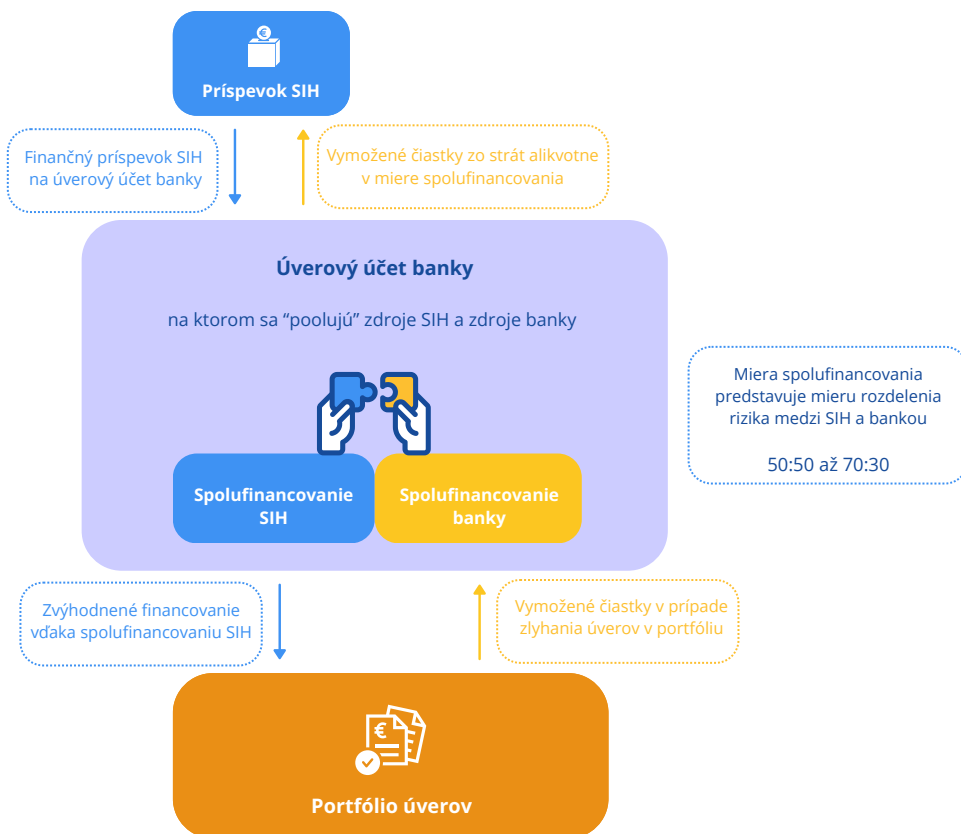 Príspevok SIH
Finančný príspevok SIH
na úverový účet banky
Vymožené čiastky zo strát alikvotne
v miere spolufinancovania
Úverový účet banky
na ktorom sa “poolujú” zdroje SIH a zdroje banky
Miera spolufinancovania
predstavuje mieru rozdelenia
rizika medzi SIH a bankou
50:50 až 70:30
Spolufinancovanie
SIH
Spolufinancovanie
banky
Zvýhodnené financovanie
vďaka spolufinancovaniu SIH
Vymožené čiastky v prípade
zlyhania úverov v portfóliu
Portfólio úverov